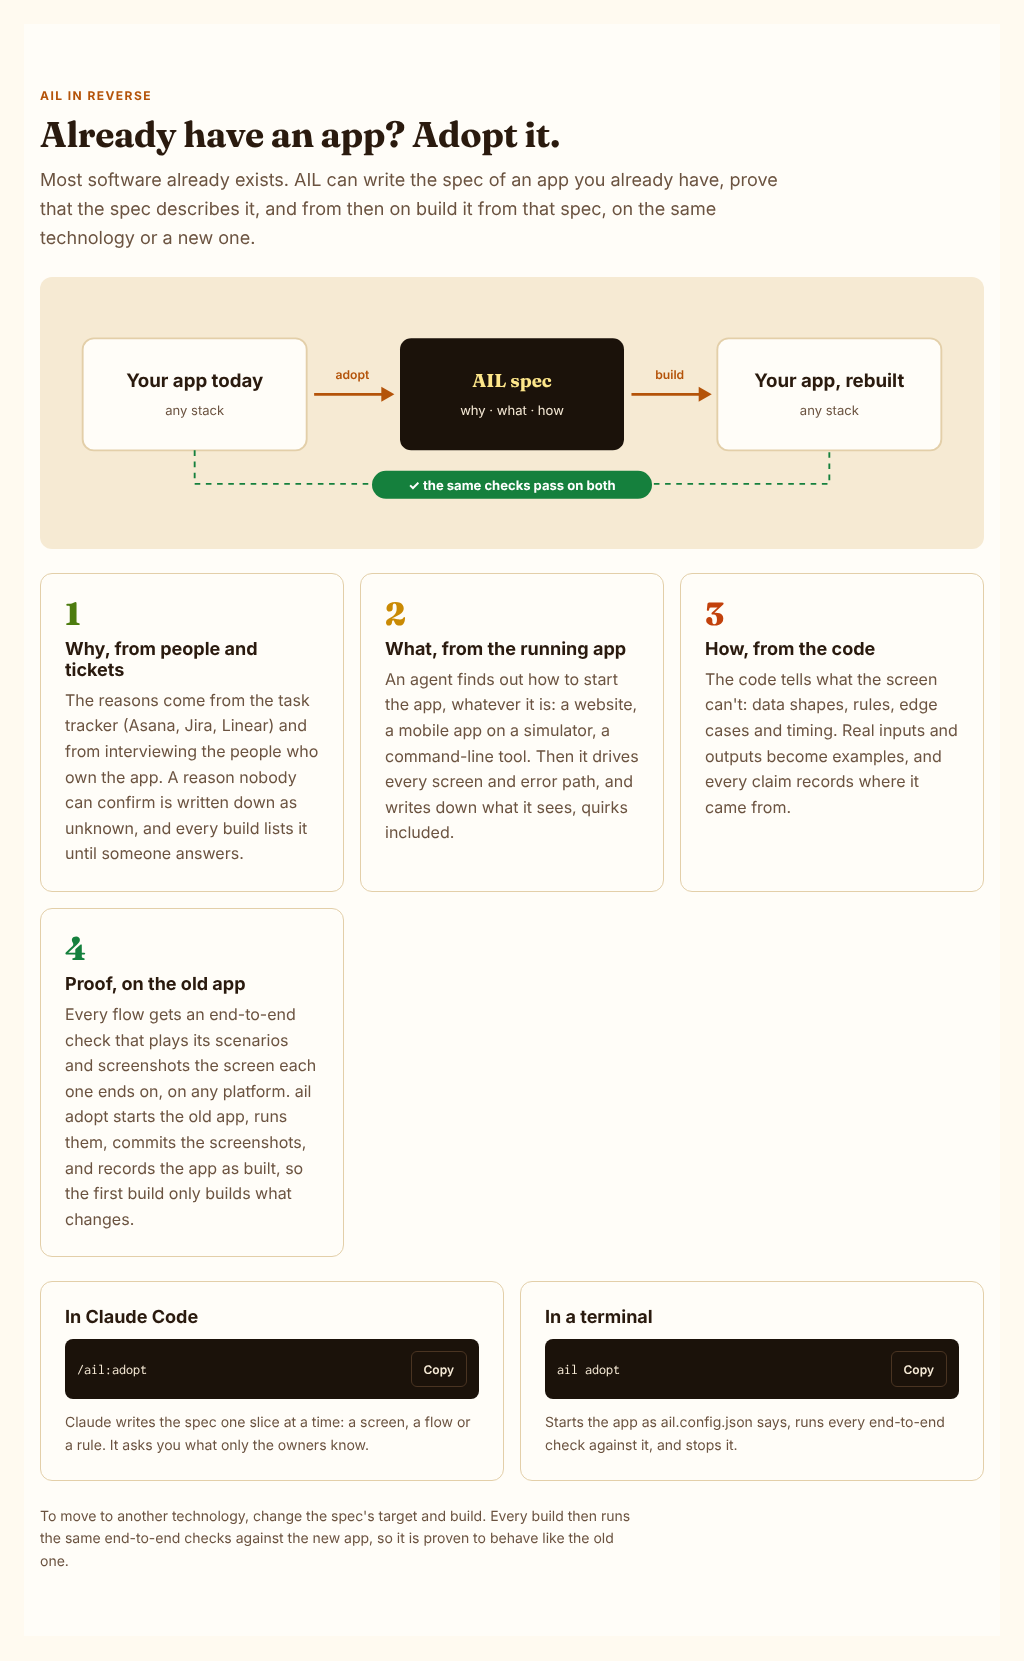 AIL IN REVERSE
Already have an app? Adopt it.
Most software already exists. AIL can write the spec of an app you already have, prove
that the spec describes it, and from then on build it from that spec, on the same
technology or a new one.
Your app today
any stack
adopt
AIL spec
why · what · how
build
Your app, rebuilt
any stack
✓ the same checks pass on both
1
Why, from people and
tickets
The reasons come from the task
tracker (Asana, Jira, Linear) and
from interviewing the people who
own the app. A reason nobody
can confirm is written down as
unknown, and every build lists it
until someone answers.
2
What, from the running app
An agent finds out how to start
the app, whatever it is: a website,
a mobile app on a simulator, a
command-line tool. Then it drives
every screen and error path, and
writes down what it sees, quirks
included.
3
How, from the code
The code tells what the screen
can't: data shapes, rules, edge
cases and timing. Real inputs and
outputs become examples, and
every claim records where it
came from.
4
Proof, on the old app
Every flow gets an end-to-end
check that plays its scenarios
and screenshots the screen each
one ends on, on any platform. ail
adopt starts the old app, runs
them, commits the screenshots,
and records the app as built, so
the first build only builds what
changes.
In Claude Code
/ail:adopt
Copy
Claude writes the spec one slice at a time: a screen, a flow or
a rule. It asks you what only the owners know.
In a terminal
ail adopt
Copy
Starts the app as ail.config.json says, runs every end-to-end
check against it, and stops it.
To move to another technology, change the spec's target and build. Every build then runs
the same end-to-end checks against the new app, so it is proven to behave like the old
one.